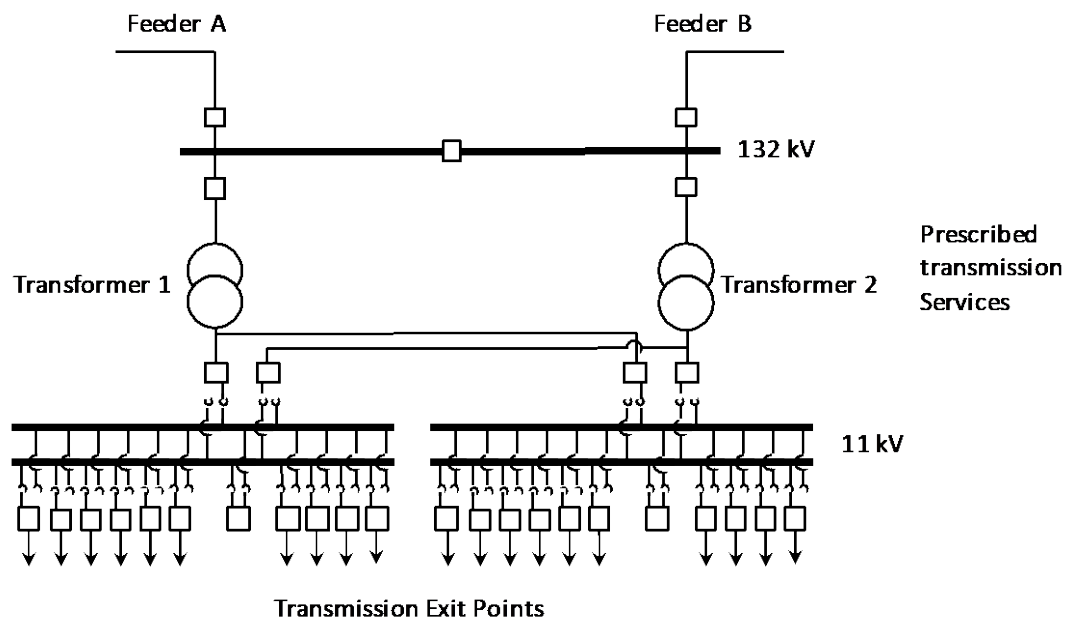 Feeder A
Feeder B
132 kV
Prescribed
transmission
Services
Transformer 1
Transformer 2
11 kV
Transmission Exit Points